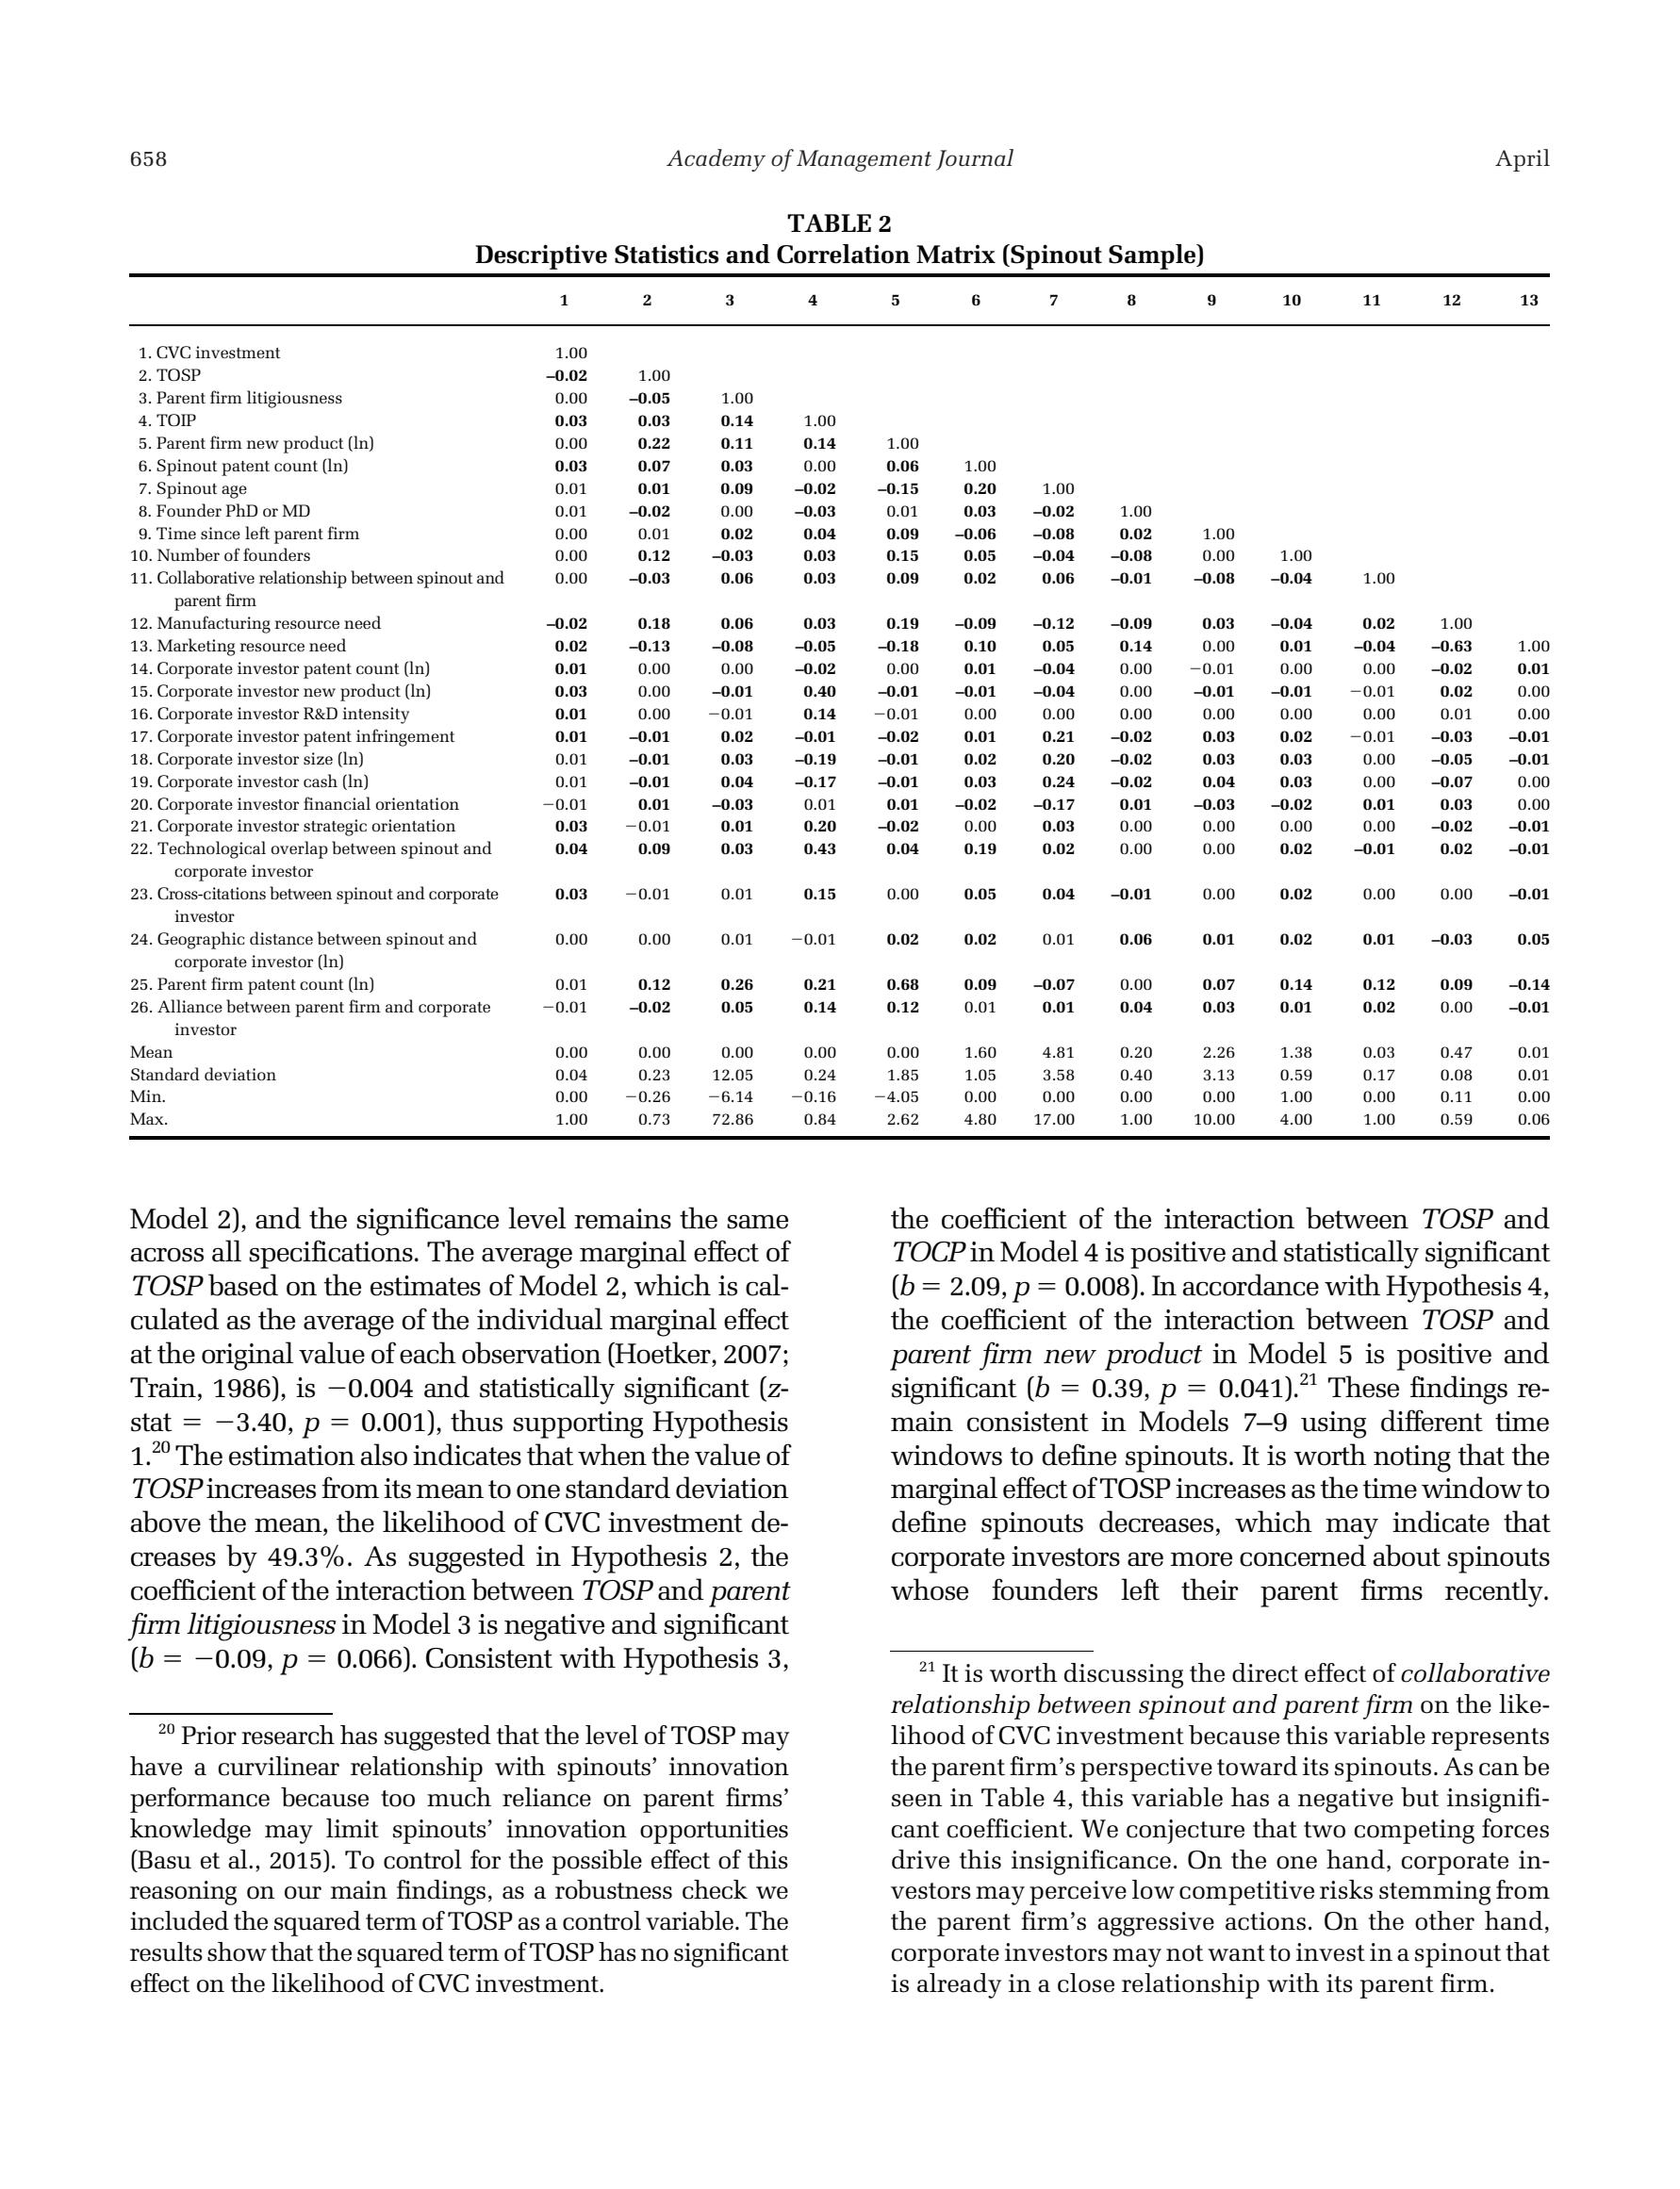 658 Academy of Management Journal April
TABLE 2
Descriptive Statistics and Correlation Matrix (Spinout Sample)
1 2 3 4 5 6 7 8 9 10 11 12 13
1. CVC investment 1.00
2. TOSP –0.02 1.00
3. Parent firm litigiousness 0.00 –0.05 1.00
4. TOIP 0.03 0.03 0.14 1.00
5. Parent firm new product (ln) 0.00 0.22 0.11 0.14 1.00
6. Spinout patent count (ln) 0.03 0.07 0.03 0.00 0.06 1.00
7. Spinout age 0.01 0.01 0.09 –0.02 –0.15 0.20 1.00
8. Founder PhD or MD 0.01 –0.02 0.00 –0.03 0.01 0.03 –0.02 1.00
9. Time since left parent firm 0.00 0.01 0.02 0.04 0.09 –0.06 –0.08 0.02 1.00
10. Number of founders 0.00 0.12 –0.03 0.03 0.15 0.05 –0.04 –0.08 0.00 1.00
11. Collaborative relationship between spinout and 0.00 –0.03 0.06 0.03 0.09 0.02 0.06 –0.01 –0.08 –0.04 1.00
parent firm
12. Manufacturing resource need –0.02 0.18 0.06 0.03 0.19 –0.09 –0.12 –0.09 0.03 –0.04 0.02 1.00
13. Marketing resource need 0.02 –0.13 –0.08 –0.05 –0.18 0.10 0.05 0.14 0.00 0.01 –0.04 –0.63 1.00
14. Corporate investor patent count (ln) 0.01 0.00 0.00 –0.02 0.00 0.01 –0.04 0.00 −0.01 0.00 0.00 –0.02 0.01
15. Corporate investor new product (ln) 0.03 0.00 –0.01 0.40 –0.01 –0.01 –0.04 0.00 –0.01 –0.01 −0.01 0.02 0.00
16. Corporate investor R&D intensity 0.01 0.00 −0.01 0.14 −0.01 0.00 0.00 0.00 0.00 0.00 0.00 0.01 0.00
17. Corporate investor patent infringement 0.01 –0.01 0.02 –0.01 –0.02 0.01 0.21 –0.02 0.03 0.02 −0.01 –0.03 –0.01
18. Corporate investor size (ln) 0.01 –0.01 0.03 –0.19 –0.01 0.02 0.20 –0.02 0.03 0.03 0.00 –0.05 –0.01
19. Corporate investor cash (ln) 0.01 –0.01 0.04 –0.17 –0.01 0.03 0.24 –0.02 0.04 0.03 0.00 –0.07 0.00
20. Corporate investor financial orientation −0.01 0.01 –0.03 0.01 0.01 –0.02 –0.17 0.01 –0.03 –0.02 0.01 0.03 0.00
21. Corporate investor strategic orientation 0.03 −0.01 0.01 0.20 –0.02 0.00 0.03 0.00 0.00 0.00 0.00 –0.02 –0.01
22. Technological overlap between spinout and 0.04 0.09 0.03 0.43 0.04 0.19 0.02 0.00 0.00 0.02 –0.01 0.02 –0.01
corporate investor
23. Cross-citations between spinout and corporate 0.03 −0.01 0.01 0.15 0.00 0.05 0.04 –0.01 0.00 0.02 0.00 0.00 –0.01
investor
24. Geographic distance between spinout and 0.00 0.00 0.01 −0.01 0.02 0.02 0.01 0.06 0.01 0.02 0.01 –0.03 0.05
corporate investor (ln)
25. Parent firm patent count (ln) 0.01 0.12 0.26 0.21 0.68 0.09 –0.07 0.00 0.07 0.14 0.12 0.09 –0.14
26. Alliance between parent firm and corporate −0.01 –0.02 0.05 0.14 0.12 0.01 0.01 0.04 0.03 0.01 0.02 0.00 –0.01
investor
Mean 0.00 0.00 0.00 0.00 0.00 1.60 4.81 0.20 2.26 1.38 0.03 0.47 0.01
Standard deviation 0.04 0.23 12.05 0.24 1.85 1.05 3.58 0.40 3.13 0.59 0.17 0.08 0.01
Min. 0.00 −0.26 −6.14 −0.16 −4.05 0.00 0.00 0.00 0.00 1.00 0.00 0.11 0.00
Max. 1.00 0.73 72.86 0.84 2.62 4.80 17.00 1.00 10.00 4.00 1.00 0.59 0.06
Model 2), and the significance level remains the same
across all specifications. The average marginal effect of
TOSP based on the estimates of Model 2, which is cal-
culated as the average of the individual marginal effect
at the original value of each observation (Hoetker, 2007;
Train, 1986), is −0.004 and statistically significant (z-
stat = −3.40, p = 0.001), thus supporting Hypothesis
1.20 The estimation also indicates that when the value of
TOSP increases from its mean to one standard deviation
above the mean, the likelihood of CVC investment de-
creases by 49.3%. As suggested in Hypothesis 2, the
coefficient of the interaction between TOSP and parent
firm litigiousness in Model 3 is negative and significant
(b = −0.09, p = 0.066). Consistent with Hypothesis 3,
20 Prior research has suggested that the level of TOSP may
have a curvilinear relationship with spinouts’ innovation
performance because too much reliance on parent firms’
knowledge may limit spinouts’ innovation opportunities
(Basu et al., 2015). To control for the possible effect of this
reasoning on our main findings, as a robustness check we
included the squared term of TOSP as a control variable. The
results show that the squared term of TOSP has no significant
effect on the likelihood of CVC investment.
the coefficient of the interaction between TOSP and
TOCP in Model 4 is positive and statistically significant
(b = 2.09, p = 0.008). In accordance with Hypothesis 4,
the coefficient of the interaction between TOSP and
parent firm new product in Model 5 is positive and
significant (b = 0.39, p = 0.041).21 These findings re-
main consistent in Models 7–9 using different time
windows to define spinouts. It is worth noting that the
marginal effect of TOSP increases as the time window to
define spinouts decreases, which may indicate that
corporate investors are more concerned about spinouts
whose founders left their parent firms recently.
21 It is worth discussing the direct effect of collaborative
relationship between spinout and parent firm on the like-
lihood of CVC investment because this variable represents
the parent firm’s perspective toward its spinouts. As can be
seen in Table 4, this variable has a negative but insignifi-
cant coefficient. We conjecture that two competing forces
drive this insignificance. On the one hand, corporate in-
vestors may perceive low competitive risks stemming from
the parent firm’s aggressive actions. On the other hand,
corporate investors may not want to invest in a spinout that
is already in a close relationship with its parent firm.